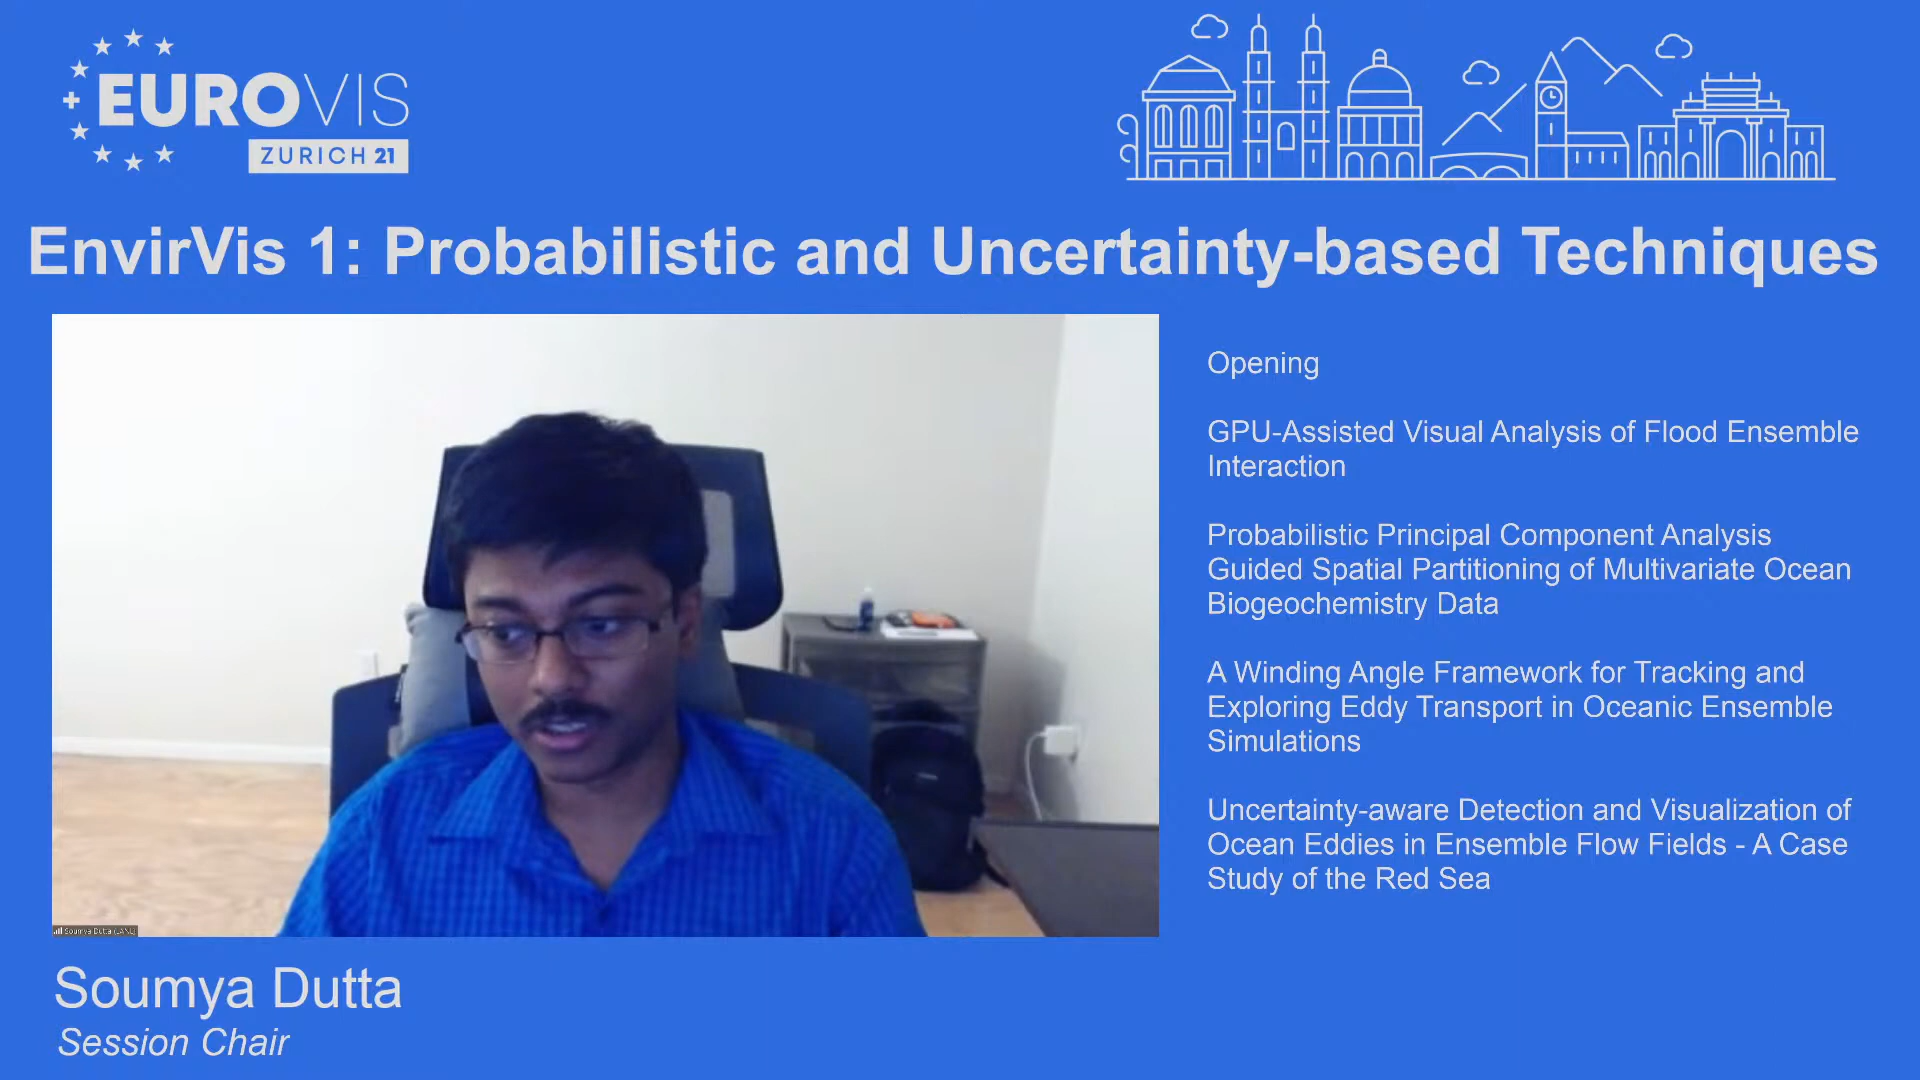 EUROVIS
ZURICH 21
EnvirVis 1: Probabilistic and Uncertainty-based Techniques
Opening
GPU-Assisted Visual Analysis of Flood Ensemble
Interaction
Probabilistic Principal Component Analysis
Guided Spatial Partitioning of Multivariate Ocean
Biogeochemistry Data
A Winding Angle Framework for Tracking and
Exploring Eddy Transport in Oceanic Ensemble
Simulations
Uncertainty-aware Detection and Visualization of
Ocean Eddies in Ensemble Flow Fields - A Case
Study of the Red Sea
Soumya Dutta (LANL)
Soumya Dutta
Session Chair